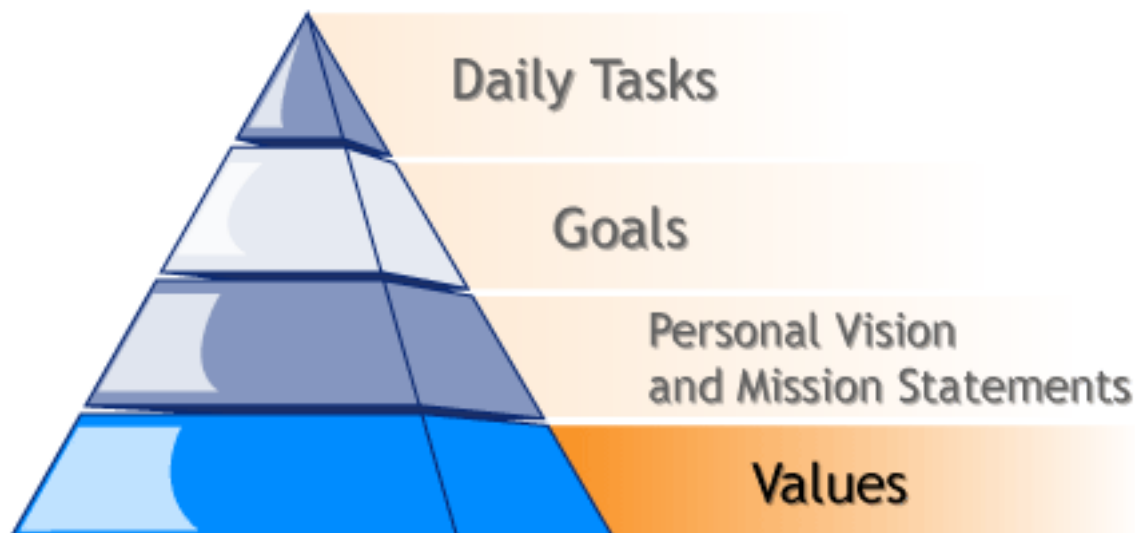 Daily Tasks
Goals
Personal Vision
and Mission Statements
Values